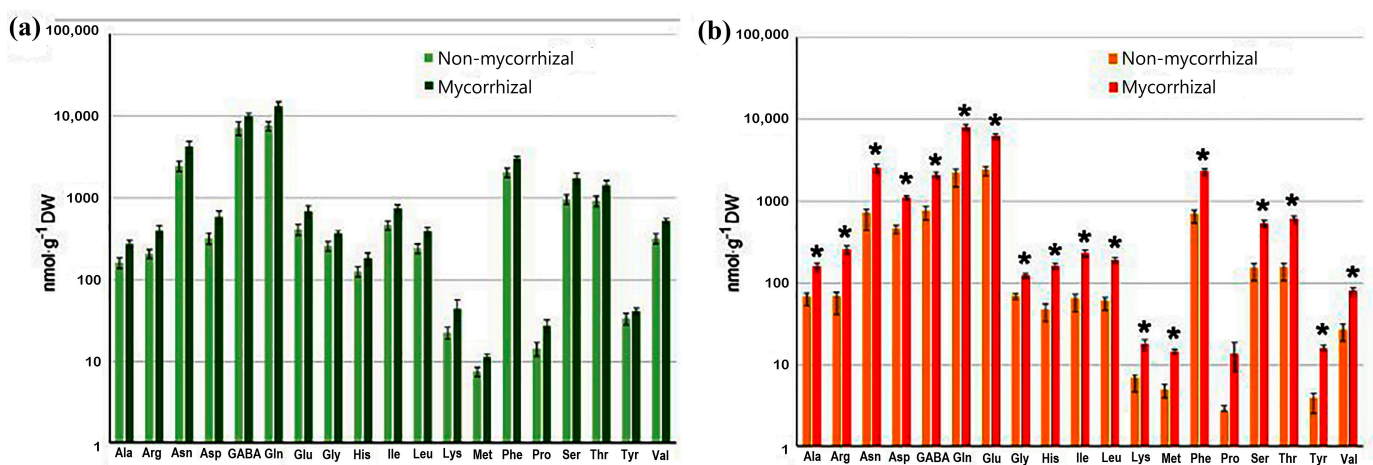 (a)
100,000
10,000
1000
100
10
1
nmol·g-1DW
Non-mycorrhizal
Mycorrhizal
Ala Arg Asn Asp GABA Gln Glu Gly His Ile Leu Lys Met Phe Pro Ser Thr Tyr Val
(b)
100,000
10,000
1000
100
10
1
nmol·g-1DW
Non-mycorrhizal
Mycorrhizal
* * * * * * * * * * * * * * * * * *
Ala Arg Asn Asp GABA Gln Glu Gly His Ile Leu Lys Met Phe Pro Ser Thr Tyr Val